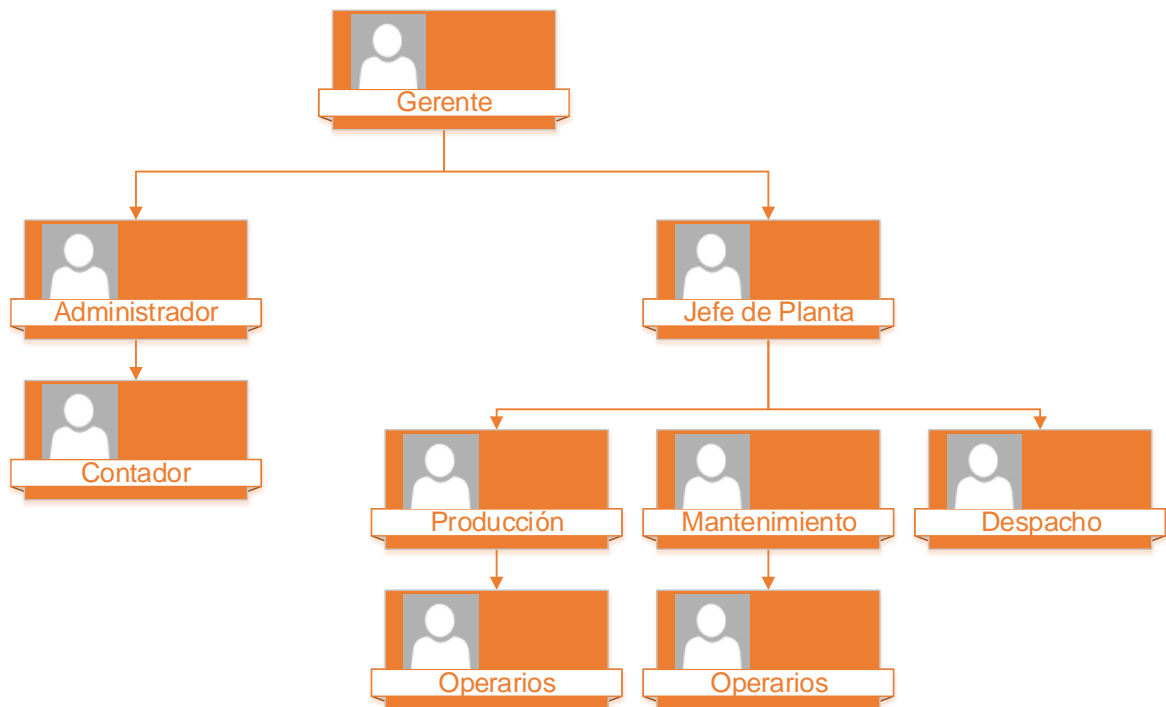 Gerente
Administrador
Jefe de Planta
Contador
Producción
Mantenimiento
Despacho
Operarios
Operarios